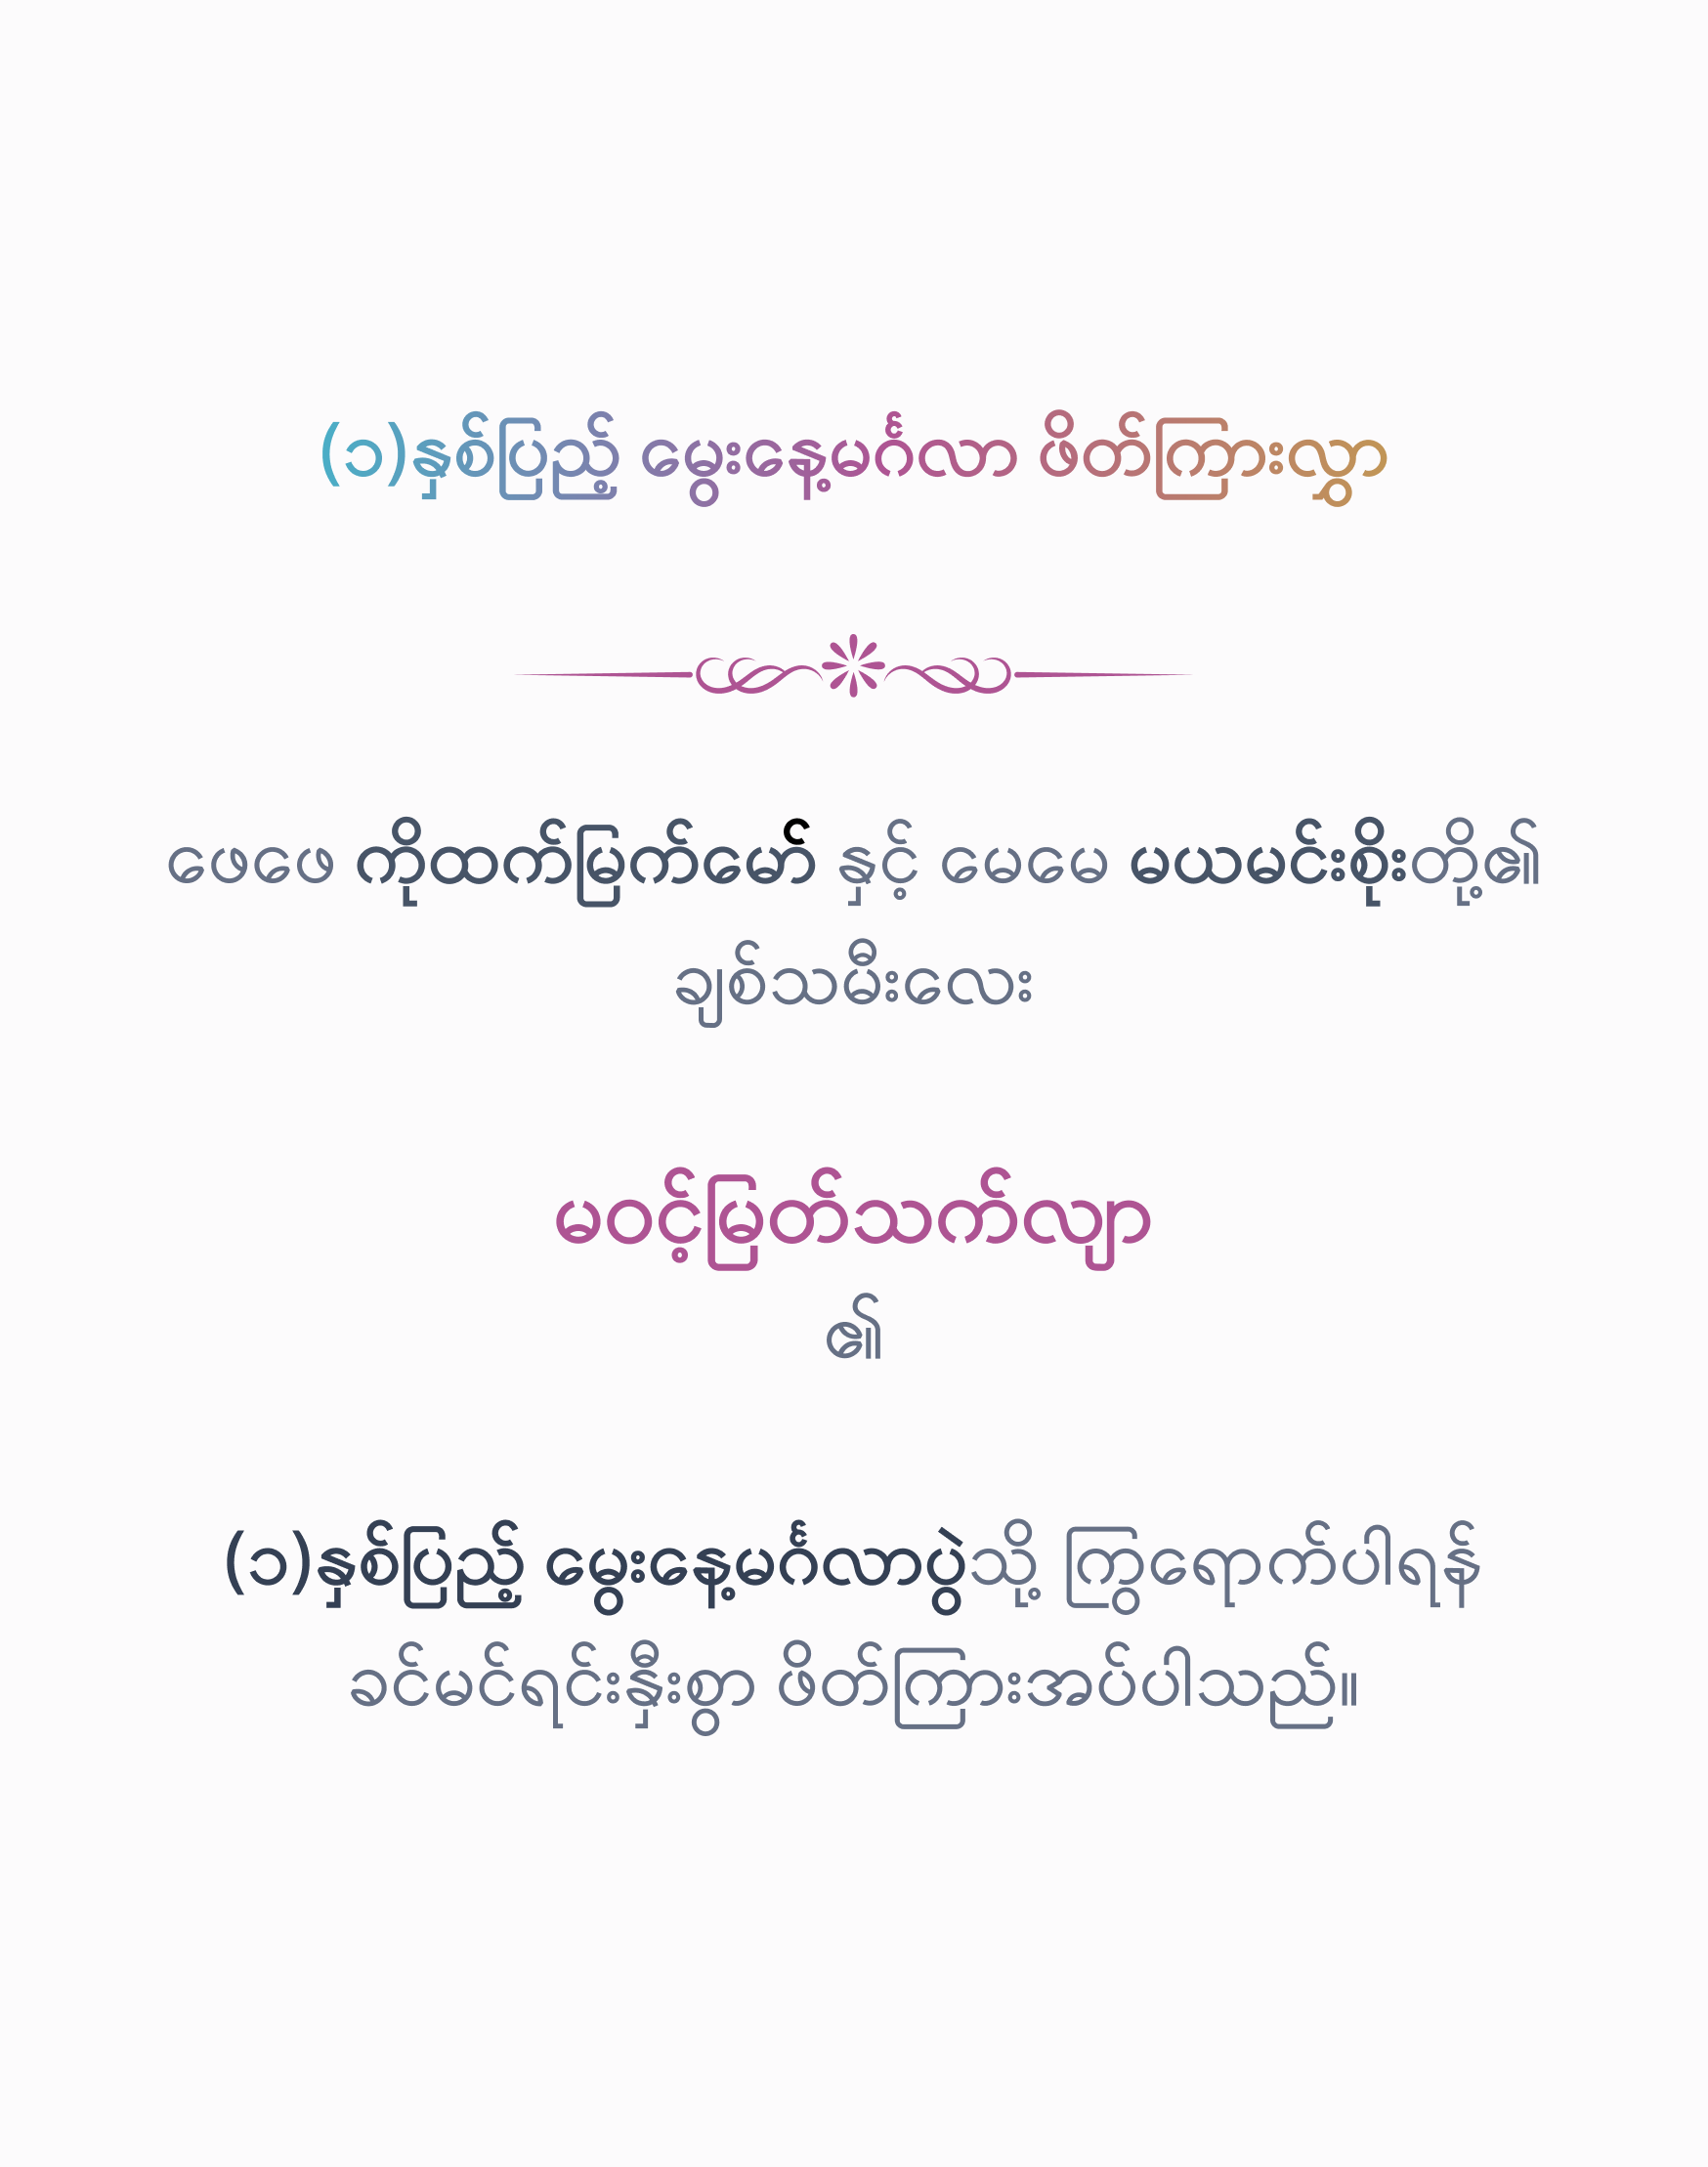 (၁)နှစ်ပြည့် မွေးနေ့မင်္ဂလာ ဖိတ်ကြားလွှာ
ဖေဖေ ကိုထက်မြက်မော် နှင့် မေမေ မယမင်းစိုးတို့၏
ချစ်သမီးလေး
မဝင့်မြတ်သက်လျာ
၏
(၁)နှစ်ပြည့် မွေးနေ့မင်္ဂလာပွဲသို့ ကြွရောက်ပါရန်
ခင်မင်ရင်းနှီးစွာ ဖိတ်ကြားအပ်ပါသည်။